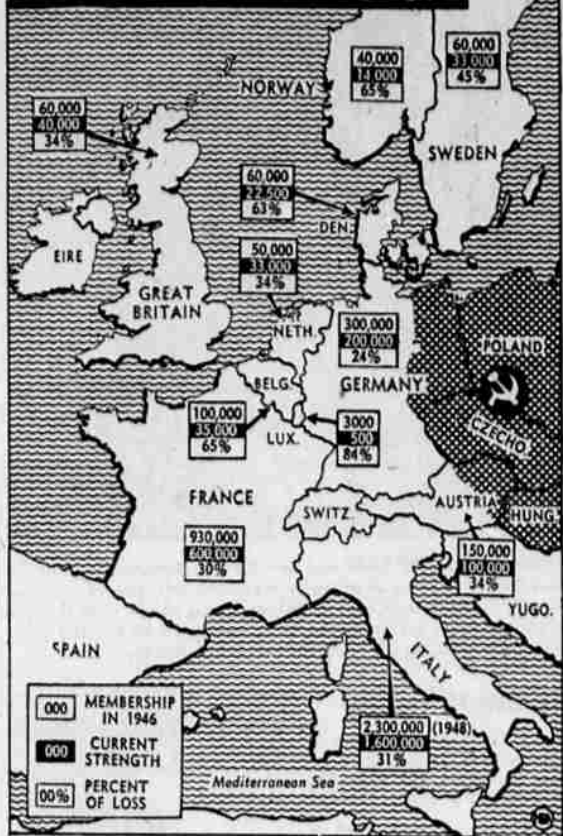 NORWAY
40,000
14,000
65%
60,000
33,000
45%
SWEDEN
60,000
40,000
34%
60,000
22,500
63%
DEN.
EIRE
GREAT
BRITAIN
50,000
33,000
34%
NETH.
300,000
200,000
24%
GERMANY
POLAND
BELG.
100,000
35,000
65%
LUX.
3000
500
84%
CZECHO.
FRANCE
930,000
600,000
30%
SWITZ.
AUSTRIA
HUNG.
150,000
100,000
34%
YUGO.
SPAIN
ITALY
2,300,000 (1948)
1,600,000
31%
Mediterranean Sea
000 MEMBERSHIP
IN 1946
000 CURRENT
STRENGTH
00% PERCENT
OF LOSS